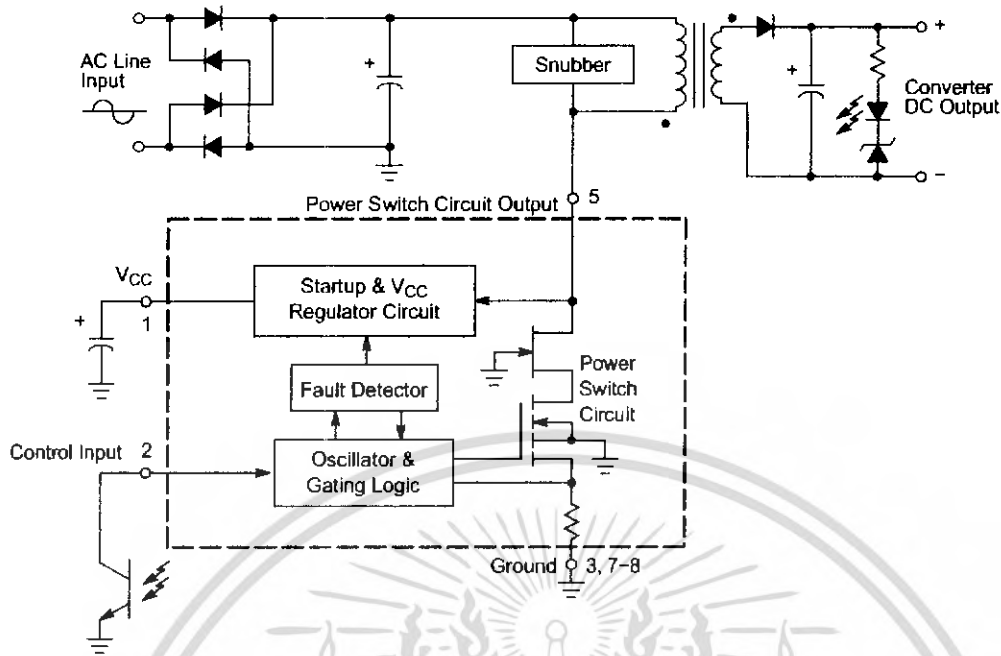 AC Line
Input
+
Snubber
+
+
Converter
DC Output
−
Power Switch Circuit Output
5
VCC
1
+
Startup & VCC
Regulator Circuit
Fault Detector
Power
Switch
Circuit
Control Input
2
Oscillator &
Gating Logic
Ground
3, 7−8